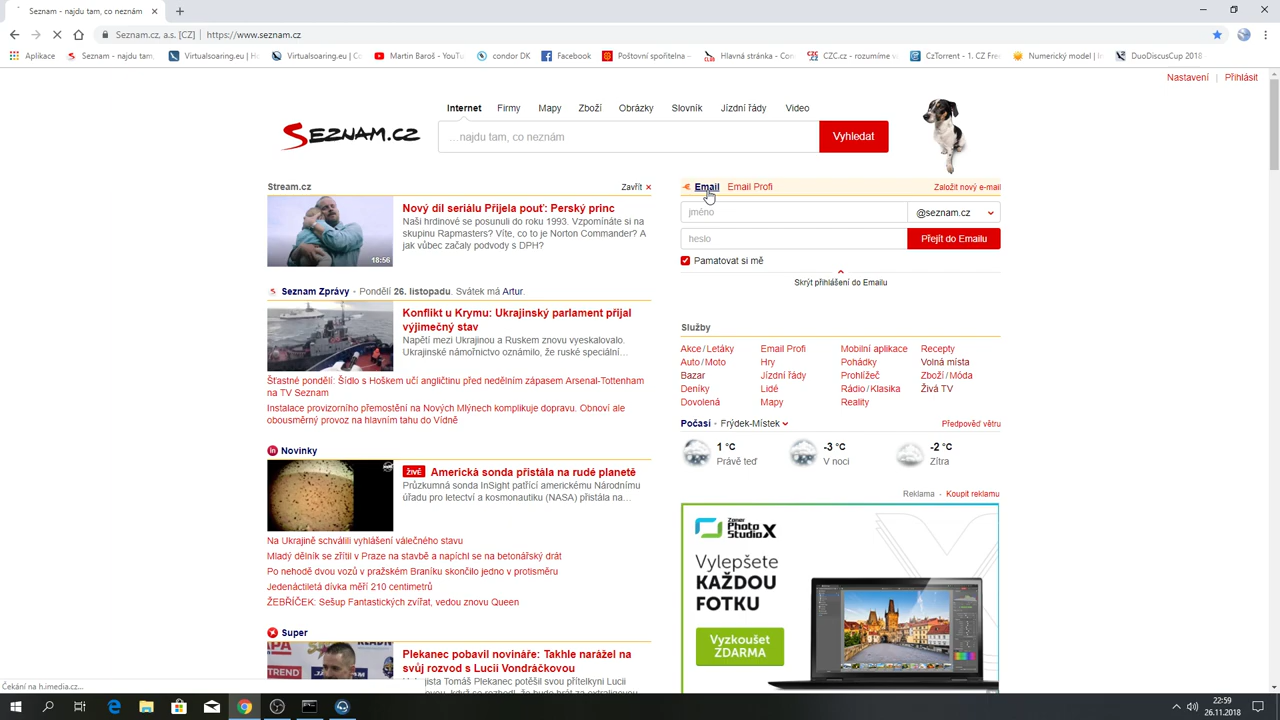 Seznam - najdu tam, co neznám
Seznam.cz, a.s. [CZ] | https://www.seznam.cz
Aplikace
Seznam - najdu tam,
Virtualsoaring.eu | Ho
Virtualsoaring.eu | Co
Martin Baroš - YouTu
condor DK
Facebook
Poštovní spořitelna –
Hlavná stránka - Con
CZC.cz - rozumíme v
CzTorrent - 1. CZ Free
Numerický model | In
DuoDiscusCup 2018
Nastavení | Přihlásit
Internet Firmy Mapy Zboží Obrázky Slovník Jízdní řády Video
SEZNAM.CZ
...najdu tam, co neznám
Vyhledat
Stream.cz
Zavřít ×
Nový díl seriálu Přijela pouť: Perský princ
Naši hrdinové se posunuli do roku 1993. Vzpomínáte si na
skupinu Rapmasters? Víte, co to je Norton Commander? A
jak vůbec začaly podvody s DPH?
18:56
Seznam Zprávy - Pondělí 26. listopadu. Svátek má Artur.
Konflikt u Krymu: Ukrajinský parlament přijal
výjimečný stav
Napětí mezi Ukrajinou a Ruskem znovu vyeskalovalo.
Ukrajinské námořnictvo oznámilo, že ruské speciální...
Šťastné pondělí: Šídlo s Hoškem učí angličtinu před nedělním zápasem Arsenal-Tottenham
na TV Seznam
Instalace provizorního přemostění na Nových Mlýnech komplikuje dopravu. Obnoví ale
obousměrný provoz na hlavním tahu do Vídně
Novinky
ŽIVĚ Americká sonda přistála na rudé planetě
Průzkumná sonda InSight patřící americkému Národnímu
úřadu pro letectví a kosmonautiku (NASA) přistála na...
Na Ukrajině schválili vyhlášení válečného stavu
Mladý dělník se zřítil v Praze na stavbě a napíchl se na betonářský drát
Po nehodě dvou vozů v pražském Braníku skončilo jedno v protisměru
Jedenáctiletá dívka měří 210 centimetrů
ŽEBŘÍČEK: Sešup Fantastických zvířat, vedou znovu Queen
Super
Plekanec pobavil novináře: Takhle narážel na
svůj rozvod s Lucií Vondráčkovou
Tomáš Plekanec potěšil svou přítelkyni Lucii
Email Email Profi
Založit nový e-mail
jméno
@seznam.cz
heslo
Přejít do Emailu
Pamatovat si mě
Skrýt přihlášení do Emailu
Služby
Akce/Letáky Email Profi Mobilní aplikace Recepty
Auto/Moto Hry Pohádky Volná místa
Bazar Jízdní řády Prohlížeč Zboží/Móda
Deníky Lidé Rádio/Klasika Živá TV
Dovolená Mapy Reality
Počasí - Frýdek-Místek
Předpověď větru
1 °C -3 °C -2 °C
Právě teď V noci Zítra
Reklama - Koupit reklamu
Zoner
Photo
Studio X
Vylepšete
KAŽDOU
FOTKU
Vyzkoušet
ZDARMA
Čekání na h.imedia.cz...
22:59
26.11.2018